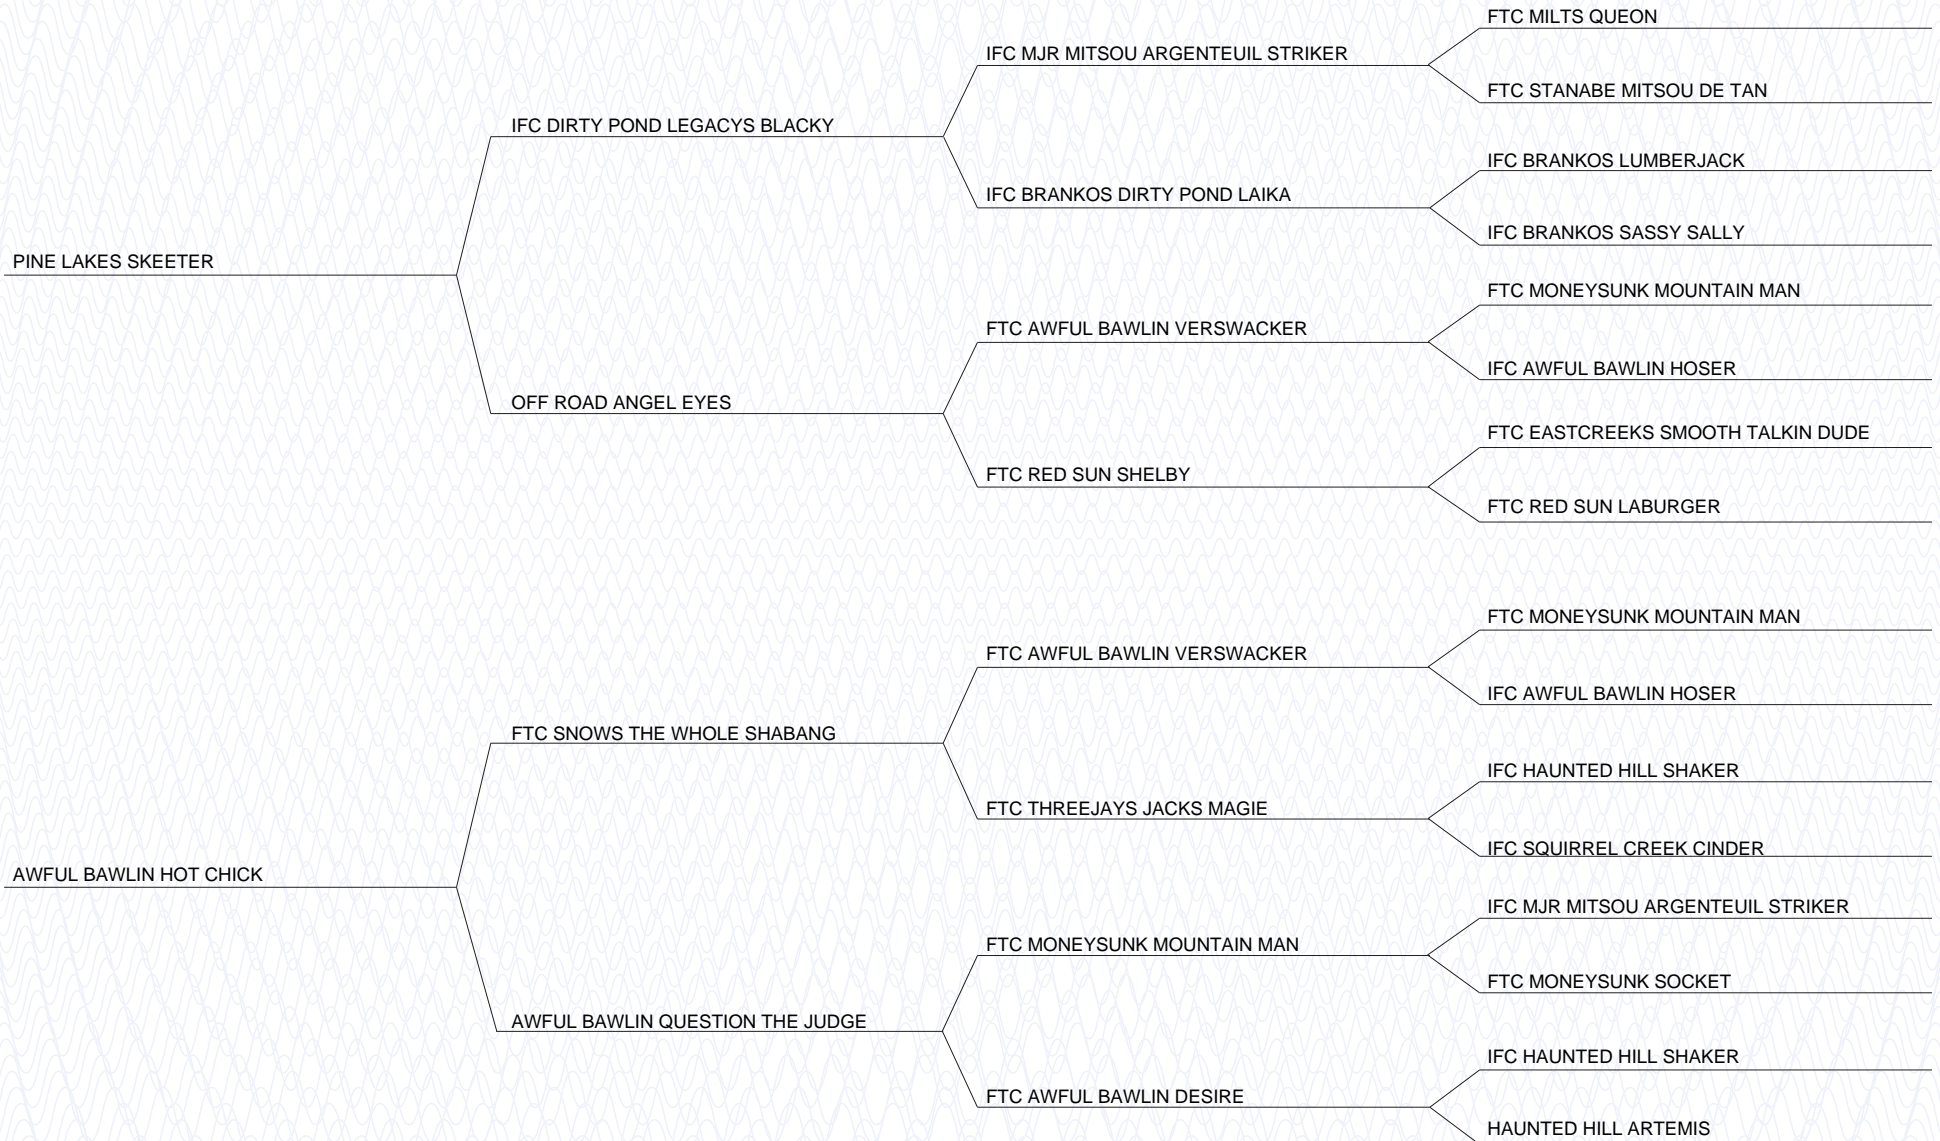 FTC MILTS QUEON
IFC MJR MITSOU ARGENTEUIL STRIKER
FTC STANABE MITSOU DE TAN
IFC DIRTY POND LEGACYS BLACKY
IFC BRANKOS LUMBERJACK
IFC BRANKOS DIRTY POND LAIKA
IFC BRANKOS SASSY SALLY
PINE LAKES SKEETER
FTC MONEYSUNK MOUNTAIN MAN
FTC AWFUL BAWLIN VERSWACKER
IFC AWFUL BAWLIN HOSER
OFF ROAD ANGEL EYES
FTC EASTCREEKS SMOOTH TALKIN DUDE
FTC RED SUN SHELBY
FTC RED SUN LABURGER
FTC MONEYSUNK MOUNTAIN MAN
FTC AWFUL BAWLIN VERSWACKER
IFC AWFUL BAWLIN HOSER
FTC SNOWS THE WHOLE SHABANG
IFC HAUNTED HILL SHAKER
FTC THREEJAYS JACKS MAGIE
IFC SQUIRREL CREEK CINDER
AWFUL BAWLIN HOT CHICK
IFC MJR MITSOU ARGENTEUIL STRIKER
FTC MONEYSUNK MOUNTAIN MAN
FTC MONEYSUNK SOCKET
AWFUL BAWLIN QUESTION THE JUDGE
IFC HAUNTED HILL SHAKER
FTC AWFUL BAWLIN DESIRE
HAUNTED HILL ARTEMIS